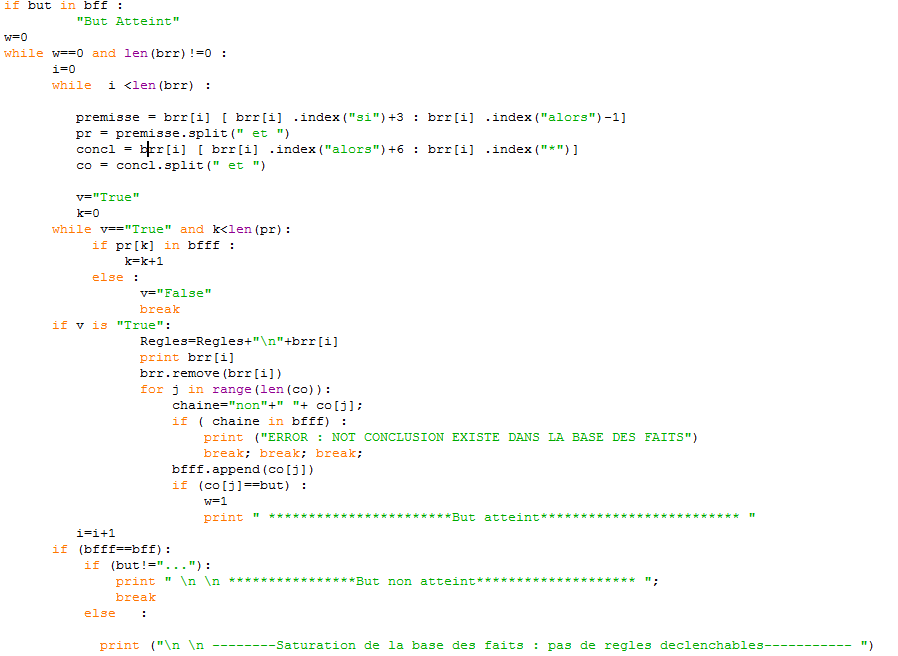 if but in bff :
"But Atteint"
w=0
while w==0 and len(brr)!=0 :
i=0
while i <len(brr) :
premisse = brr[i] [ brr[i] .index("si")+3 : brr[i] .index("alors")-1]
pr = premisse.split(" et ")
concl = brr[i] [ brr[i] .index("alors")+6 : brr[i] .index("*")]
co = concl.split(" et ")
v="True"
k=0
while v=="True" and k<len(pr):
if pr[k] in bfff :
k=k+1
else :
v="False"
break
if v is "True":
Regles=Regles+"\n"+brr[i]
print brr[i]
brr.remove(brr[i])
for j in range(len(co)):
chaine="non"+" "+ co[j];
if ( chaine in bfff) :
print ("ERROR : NOT CONCLUSION EXISTE DANS LA BASE DES FAITS")
break; break; break;
bfff.append(co[j])
if (co[j]==but) :
w=1
print " ***********************But atteint************************* "
i=i+1
if (bfff==bff):
if (but!="..."):
print " \n \n ****************But non atteint********************* ";
break
else :
print ("\n \n --------Saturation de la base des faits : pas de regles declenchables----------- ")